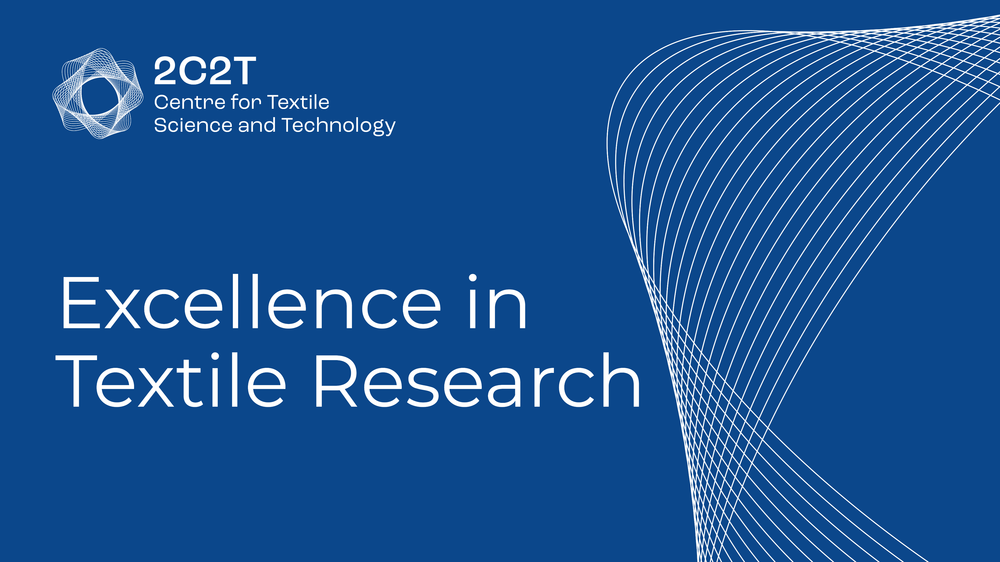 2C2T
Centre for Textile
Science and Technology
Excellence in
Textile Research